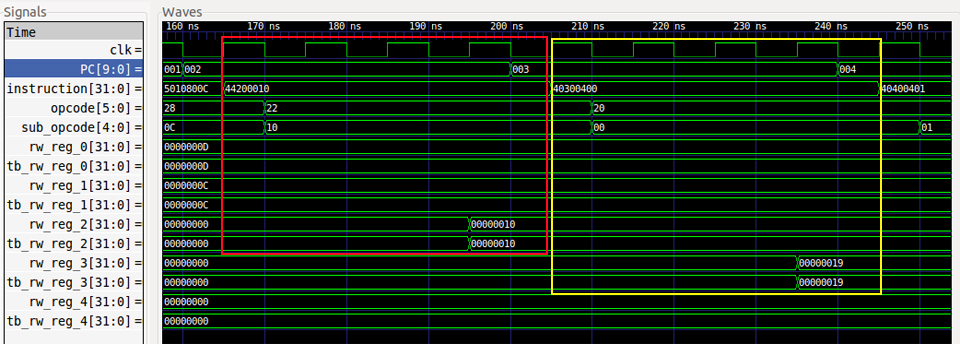 Signals
Waves
Time
160 ns 170 ns 180 ns 190 ns 200 ns 210 ns 220 ns 230 ns 240 ns 250 ns
clk =
PC[9:0] = 001 002 003 004
instruction[31:0] = 5010800C 44200010 40300400 40400401
opcode[5:0] = 28 22 20
sub_opcode[4:0] = 0C 10 00 01
rw_reg_0[31:0] = 0000000D
tb_rw_reg_0[31:0] = 0000000D
rw_reg_1[31:0] = 0000000C
tb_rw_reg_1[31:0] = 0000000C
rw_reg_2[31:0] = 00000000 00000010
tb_rw_reg_2[31:0] = 00000000 00000010
rw_reg_3[31:0] = 00000000 00000019
tb_rw_reg_3[31:0] = 00000000 00000019
rw_reg_4[31:0] = 00000000
tb_rw_reg_4[31:0] = 00000000